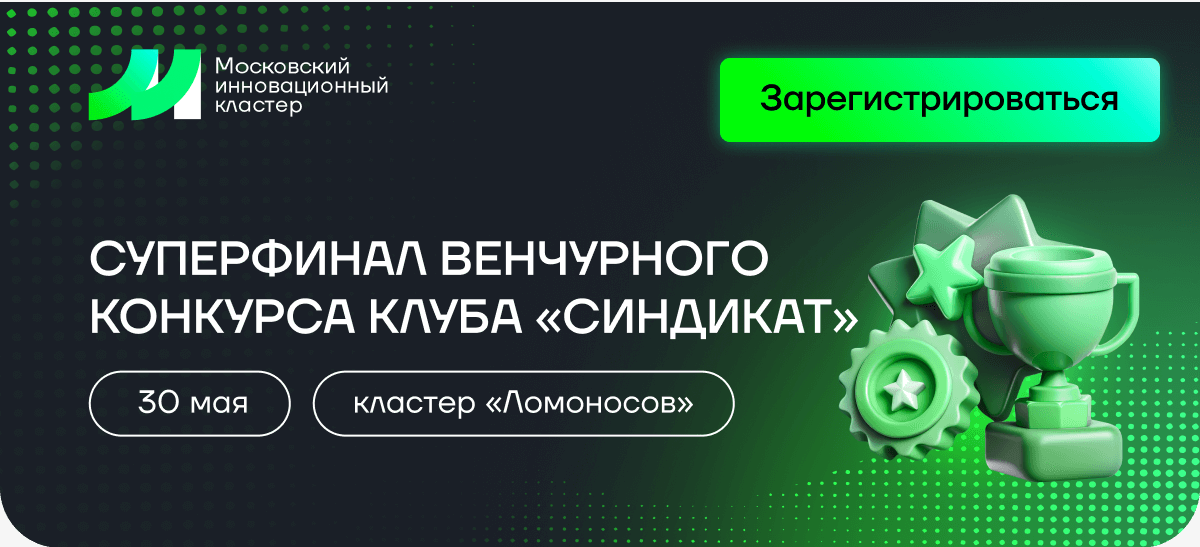 Московский
инновационный
кластер
Зарегистрироваться
СУПЕРФИНАЛ ВЕНЧУРНОГО
КОНКУРСА КЛУБА «СИНДИКАТ»
30 мая
кластер «Ломоносов»